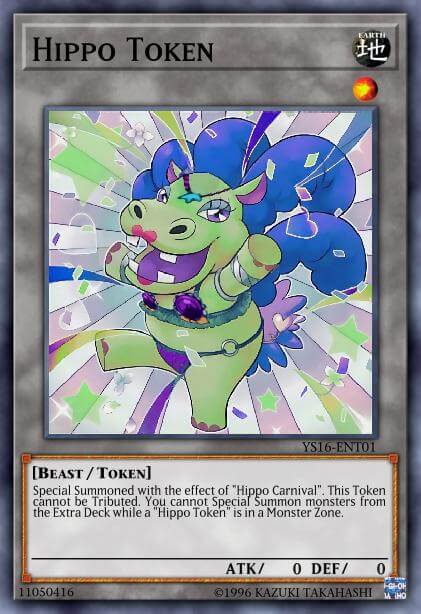 Hippo Token
EARTH
地
YS16-ENT01
[Beast / Token]
Special Summoned with the effect of "Hippo Carnival". This Token
cannot be Tributed. You cannot Special Summon monsters from
the Extra Deck while a "Hippo Token" is in a Monster Zone.
ATK/ 0 DEF/ 0
11050416
©1996 KAZUKI TAKAHASHI